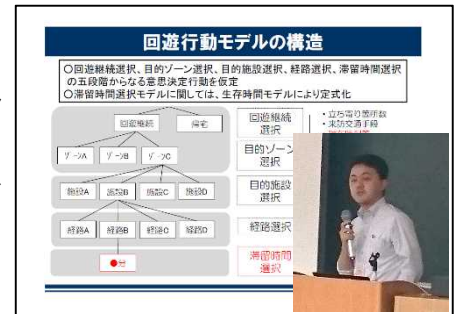 回遊行動モデルの構造
○回遊継続選択、目的ゾーン選択、目的施設選択、経路選択、滞留時間選択
の五段階からなる意思決定行動を仮定
○滞留時間選択モデルに関しては、生存時間モデルにより定式化
回遊継続
帰宅
回遊継続
選択
・立ち寄り箇所数
・来訪交通手段
ゾーンA
ゾーンB
ゾーンC
目的ゾーン
選択
施設A
施設B
施設C
施設D
目的施設
選択
経路A
経路B
経路C
経路D
経路選択
●分
滞留時間
選択